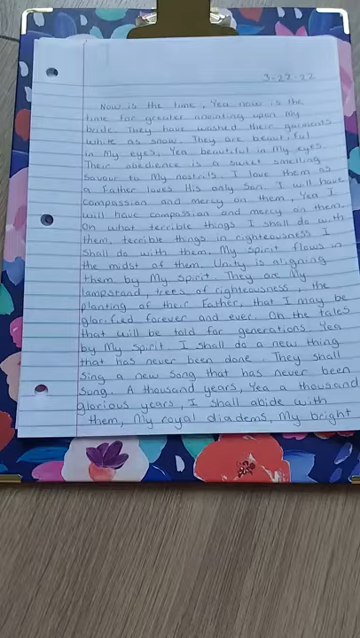 3-27-22
Now is the time, Yea now is the
time for greater anointing upon My
bride. They have washed their garments
white as snow. They are beautiful
in My eyes, Yea beautiful in My eyes.
Their obedience is a sweet smelling
savour to My nostrils. I love them as
a Father loves His only Son. I will have
compassion and mercy on them, Yea I
will have compassion and mercy on them.
Oh what terrible things I shall do with
them, terrible things in righteousness I
shall do with them. My Spirit flows in
the midst of them. Unity is aligning
them by My Spirit. They are My
lampstand, trees of righteousness, the
planting of their Father, that I may be
glorified forever and ever. Oh the tales
that will be told for generations. Yea
by My Spirit. I shall do a new thing
that has never been done. They shall
sing a new song that has never been
sung. A thousand years, Yea a thousand
glorious years, I shall abide with
them, My royal diadems, My bright